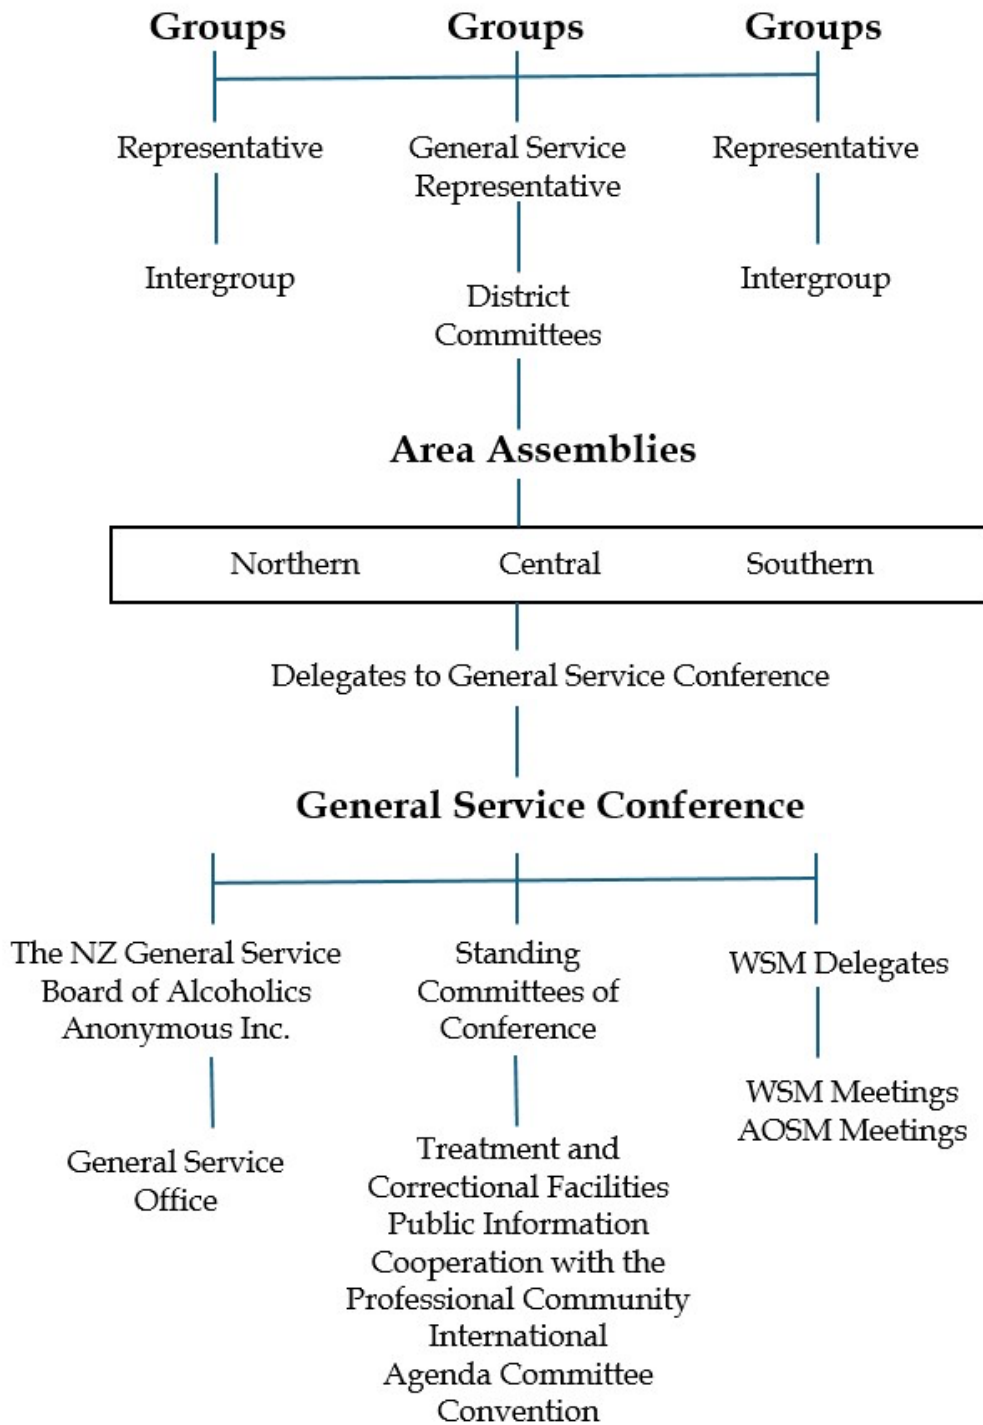 Groups Groups Groups
Representative
General Service
Representative
Representative
Intergroup
District
Committees
Intergroup
Area Assemblies
Northern Central Southern
Delegates to General Service Conference
General Service Conference
The NZ General Service
Board of Alcoholics
Anonymous Inc.
Standing
Committees of
Conference
WSM Delegates
General Service
Office
Treatment and
Correctional Facilities
Public Information
Cooperation with the
Professional Community
International
Agenda Committee
Convention
WSM Meetings
AOSM Meetings